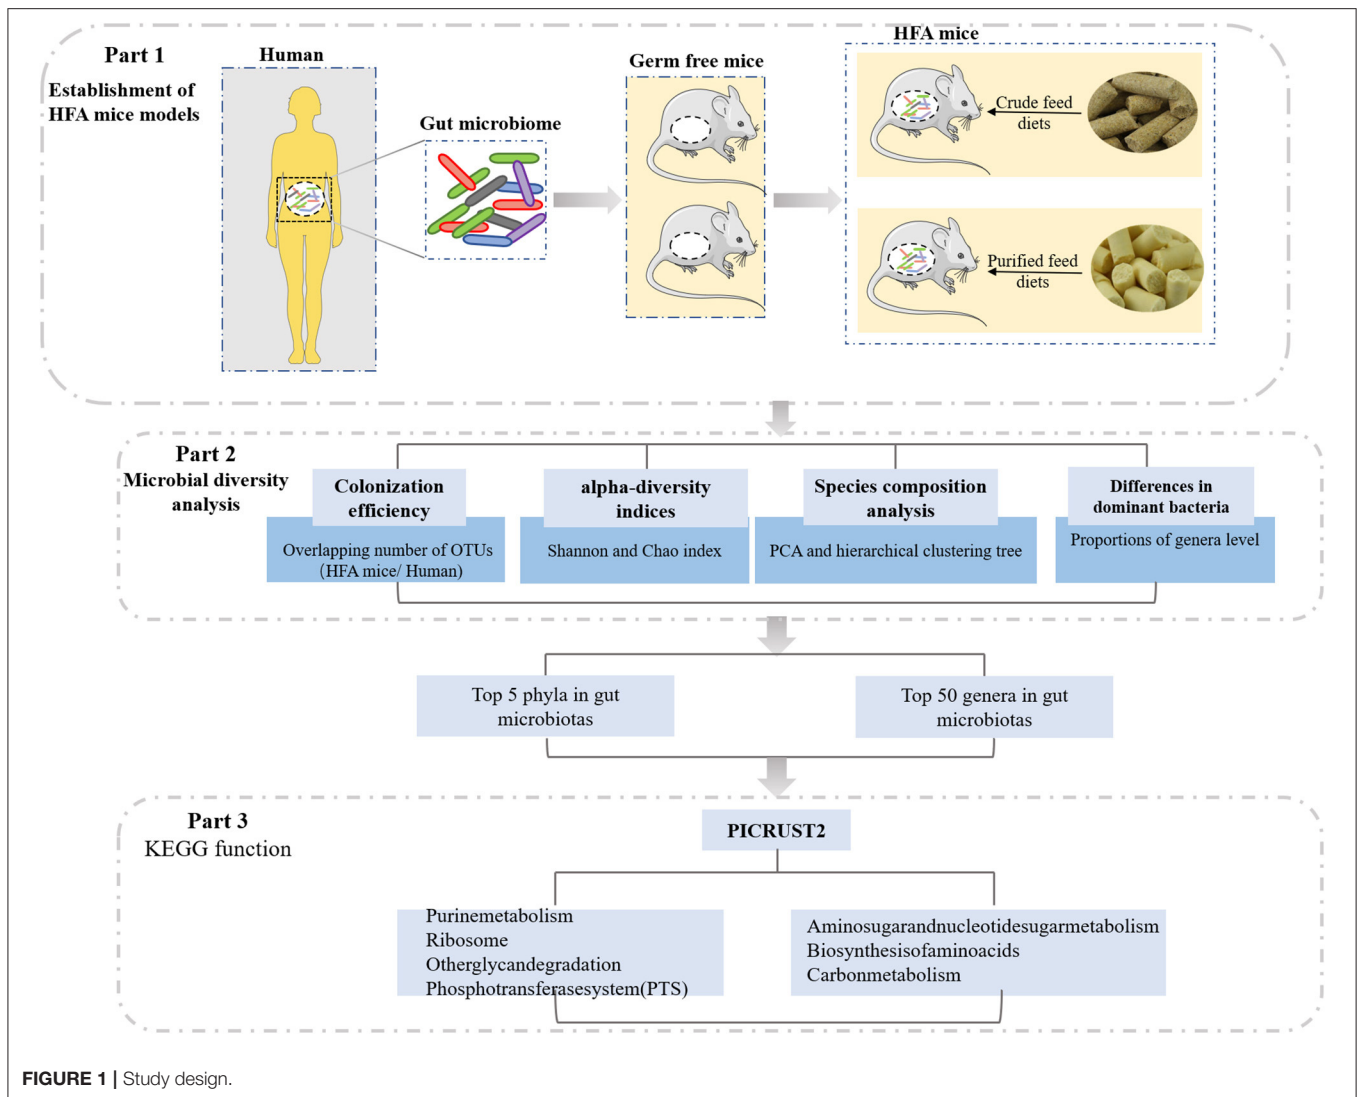 Part 1
Establishment of
HFA mice models
Human
Gut microbiome
Germ free mice
HFA mice
Crude feed
diets
Purified feed
diets
Part 2
Microbial diversity
analysis
Colonization
efficiency
Overlapping number of OTUs
(HFA mice/ Human)
alpha-diversity
indices
Shannon and Chao index
Species composition
analysis
PCA and hierarchical clustering tree
Differences in
dominant bacteria
Proportions of genera level
Top 5 phyla in gut
microbiotas
Top 50 genera in gut
microbiotas
Part 3
KEGG function
PICRUST2
Purinemetabolism
Ribosome
Otherglycandegradation
Phosphotransferasesystem(PTS)
Aminosugarandnucleotidesugarmetabolism
Biosynthesisofaminoacids
Carbonmetabolism
FIGURE 1 | Study design.